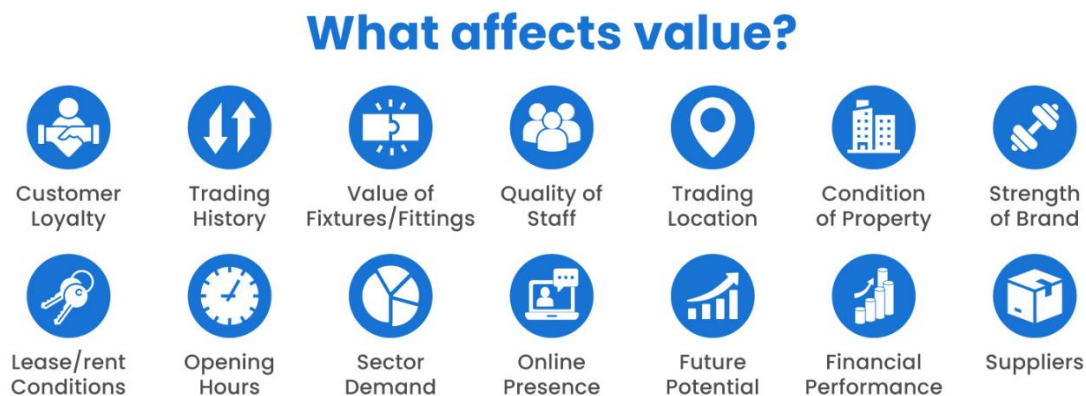 What affects value?
Customer
Loyalty
Trading
History
Value of
Fixtures/Fittings
Quality of
Staff
Trading
Location
Condition
of Property
Strength
of Brand
Lease/rent
Conditions
Opening
Hours
Sector
Demand
Online
Presence
Future
Potential
Financial
Performance
Suppliers